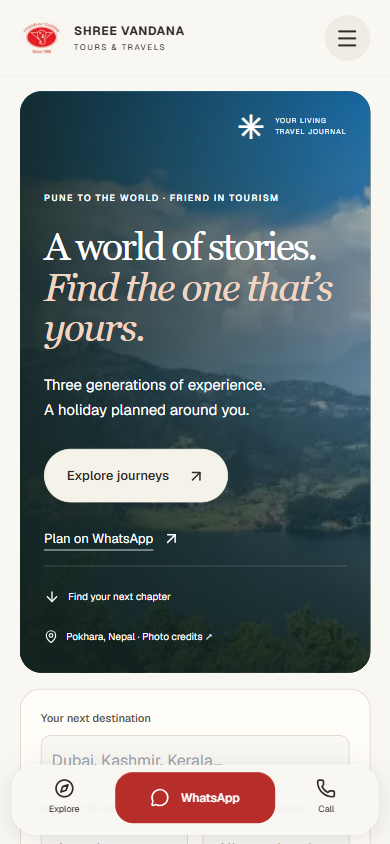 SHREE VANDANA
TOURS & TRAVELS
YOUR LIVING
TRAVEL JOURNAL
PUNE TO THE WORLD · FRIEND IN TOURISM
A world of stories.
Find the one that’s
yours.
Three generations of experience.
A holiday planned around you.
Explore journeys
Plan on WhatsApp
Find your next chapter
Pokhara, Nepal · Photo credits ↗
Your next destination
Dubai, Kashmir, Kerala...
Explore
WhatsApp
Call